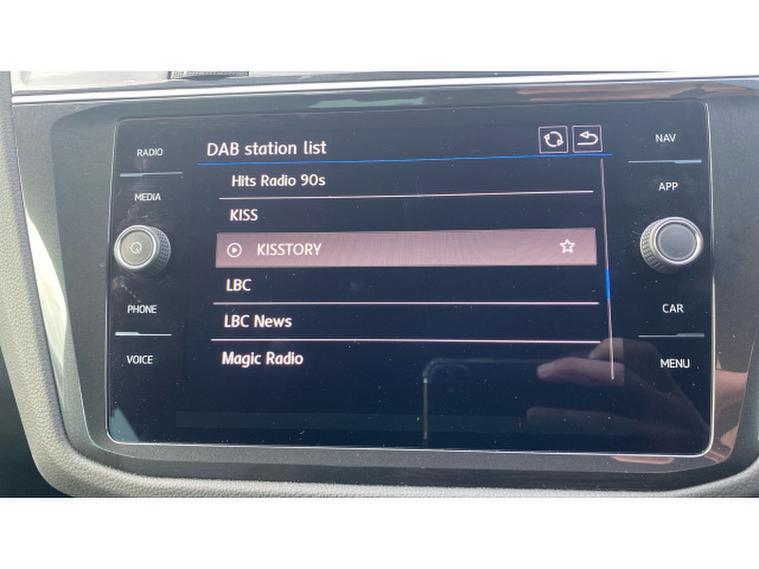 RADIO
MEDIA
PHONE
VOICE
DAB station list
Hits Radio 90s
KISS
KISSTORY
LBC
LBC News
Magic Radio
NAV
APP
CAR
MENU